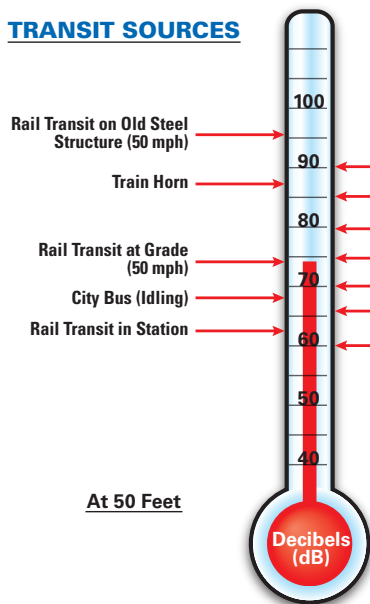 TRANSIT SOURCES
100
Rail Transit on Old Steel
Structure (50 mph)
90
Train Horn
80
Rail Transit at Grade
(50 mph)
70
City Bus (Idling)
Rail Transit in Station
60
50
40
At 50 Feet
Decibels
(dB)